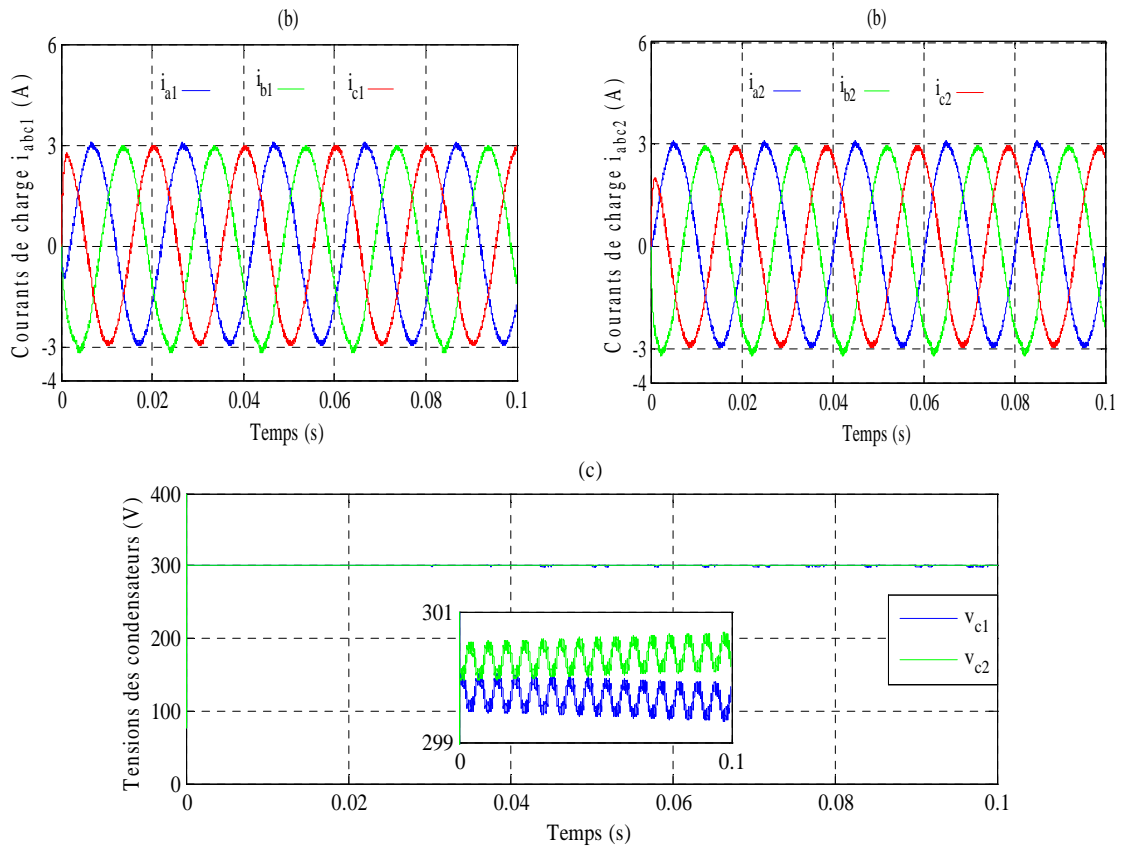 (b)
Courants de charge i_abc1 (A)
6
3
0
-3
-4
i_a1
i_b1
i_c1
0
0.02
0.04
0.06
0.08
0.1
Temps (s)
(b)
Courants de charge i_abc2 (A)
6
3
0
-3
-4
i_a2
i_b2
i_c2
0
0.02
0.04
0.06
0.08
0.1
Temps (s)
(c)
Tensions des condensateurs (V)
400
300
200
100
0
301
299
0
0.1
v_c1
v_c2
0
0.02
0.04
0.06
0.08
0.1
Temps (s)